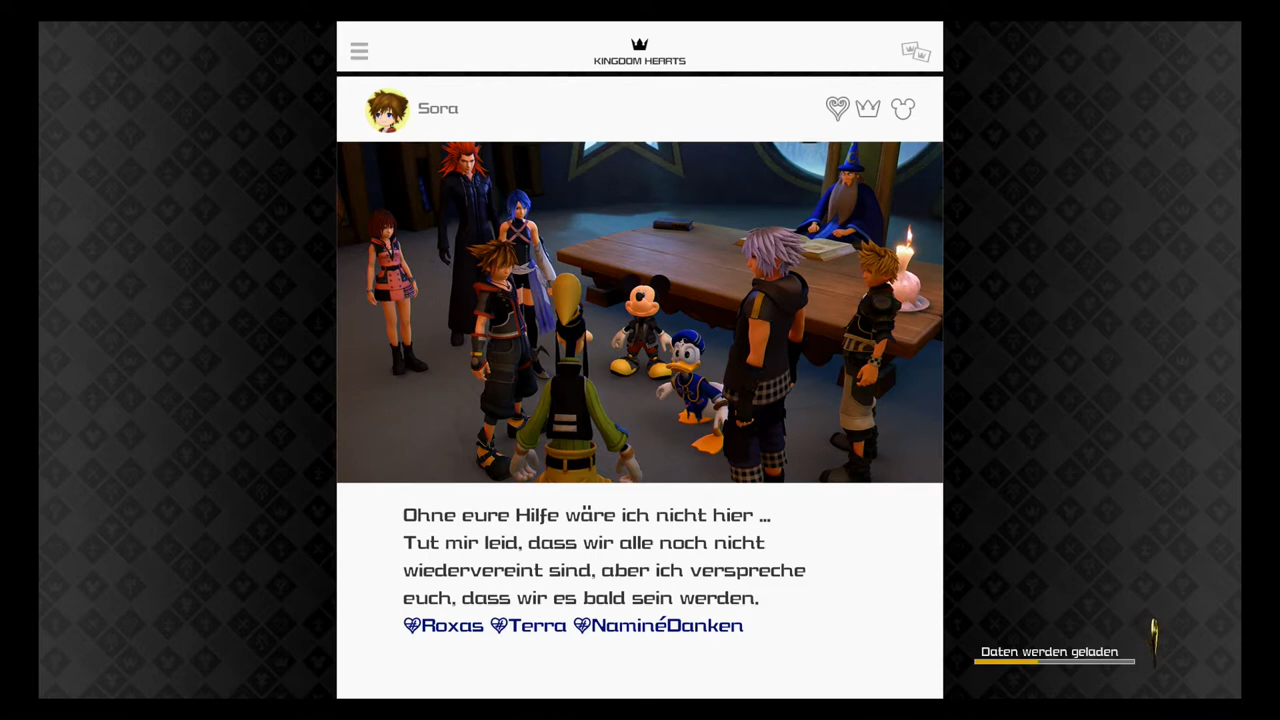 KINGDOM HEARTS
Sora
Ohne eure Hilfe wäre ich nicht hier ...
Tut mir leid, dass wir alle noch nicht
wiedervereint sind, aber ich verspreche
euch, dass wir es bald sein werden.
#Roxas #Terra #NaminéDanken
Daten werden geladen